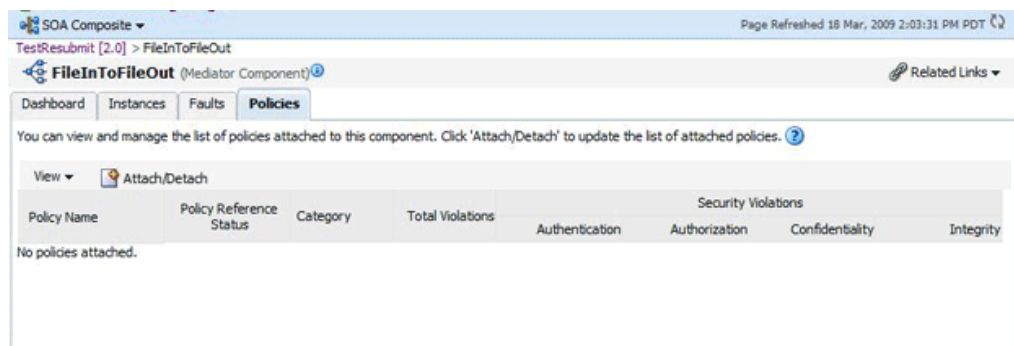 SOA Composite
Page Refreshed 18 Mar, 2009 2:03:31 PM PDT
TestResubmit [2.0] > FileInToFileOut
FileInToFileOut (Mediator Component)
Related Links
Dashboard Instances Faults Policies
You can view and manage the list of policies attached to this component. Click 'Attach/Detach' to update the list of attached policies.
View Attach/Detach
Policy Name Policy Reference Status Category Total Violations Security Violations
Authentication Authorization Confidentiality Integrity
No policies attached.